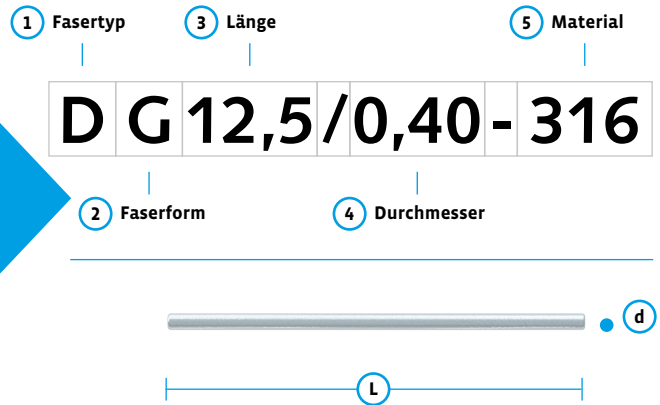 1 Fasertyp 3 Länge 5 Material
D G 12,5 / 0,40 - 316
2 Faserform 4 Durchmesser
d
L